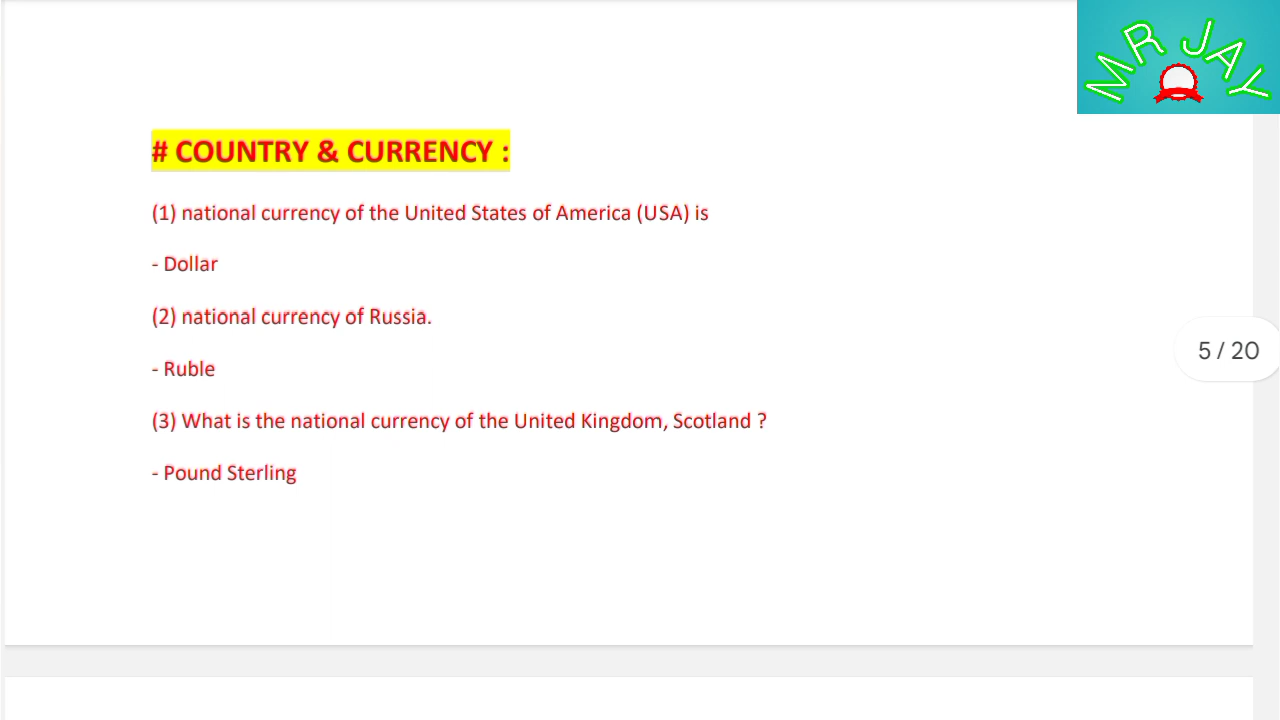 MR JAY
# COUNTRY & CURRENCY :
(1) national currency of the United States of America (USA) is
- Dollar
(2) national currency of Russia.
- Ruble
5 / 20
(3) What is the national currency of the United Kingdom, Scotland ?
- Pound Sterling